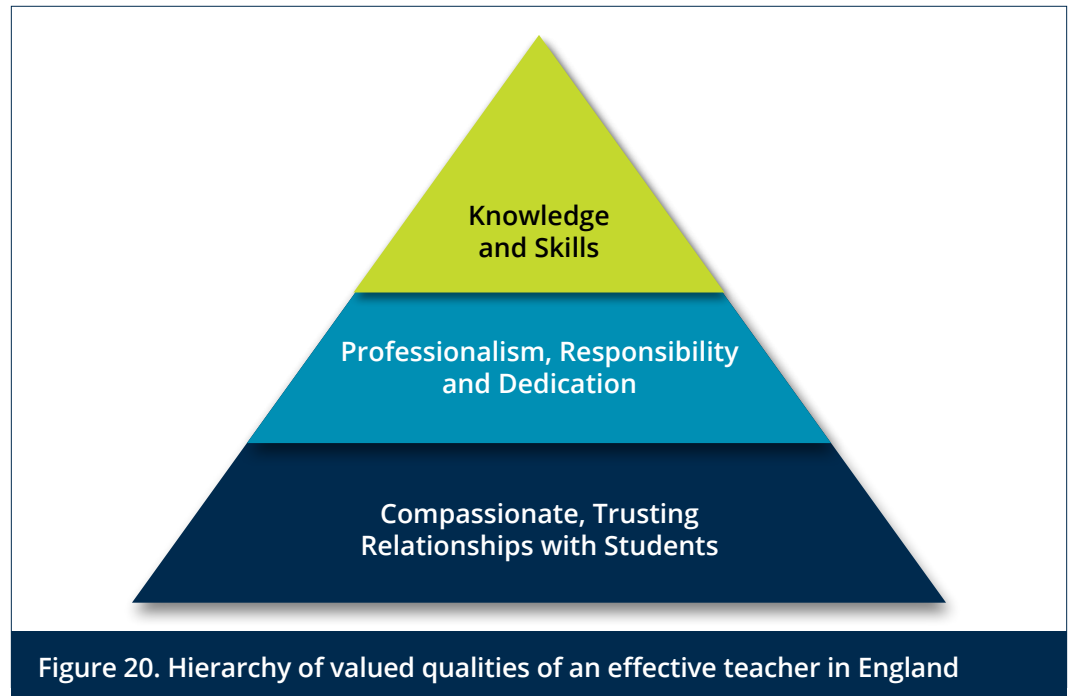 Knowledge
and Skills
Professionalism, Responsibility
and Dedication
Compassionate, Trusting
Relationships with Students
Figure 20. Hierarchy of valued qualities of an effective teacher in England